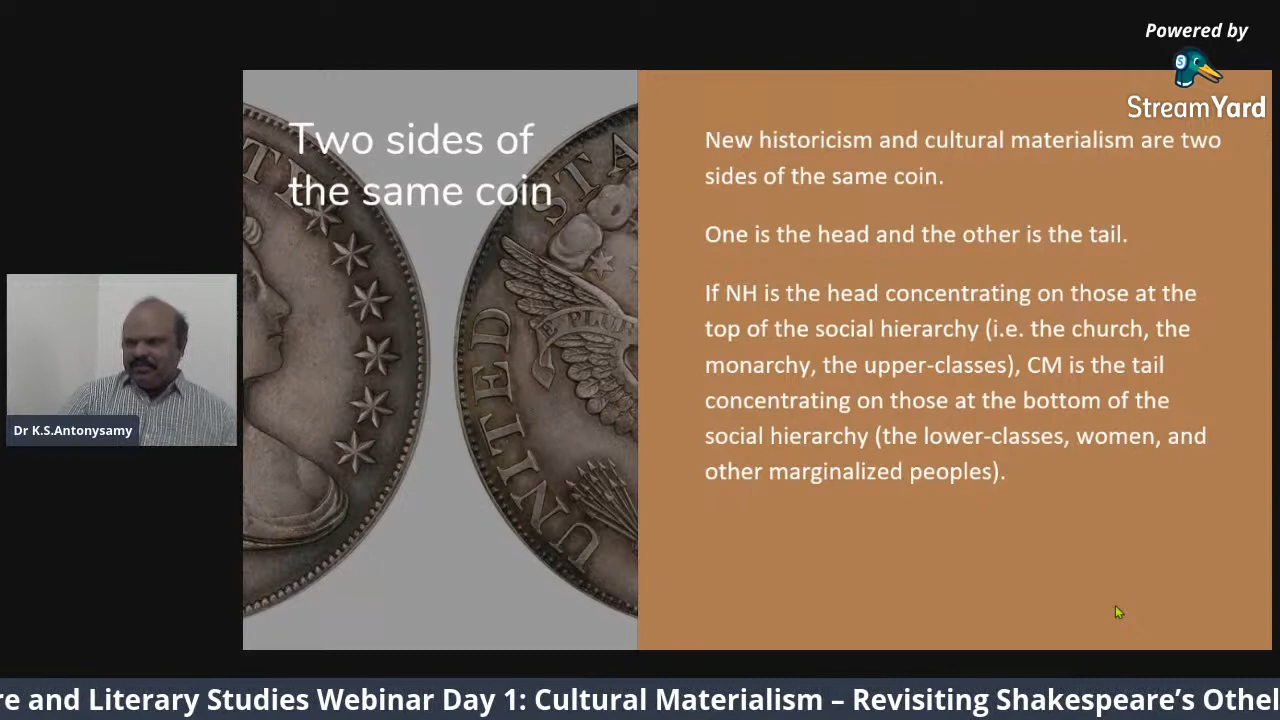 Powered by
StreamYard
Two sides of
the same coin
UNITED
STA
E PLUR
New historicism and cultural materialism are two
sides of the same coin.
One is the head and the other is the tail.
If NH is the head concentrating on those at the
top of the social hierarchy (i.e. the church, the
monarchy, the upper-classes), CM is the tail
concentrating on those at the bottom of the
social hierarchy (the lower-classes, women, and
other marginalized peoples).
Dr K.S.Antonysamy
re and Literary Studies Webinar Day 1: Cultural Materialism – Revisiting Shakespeare’s Othel